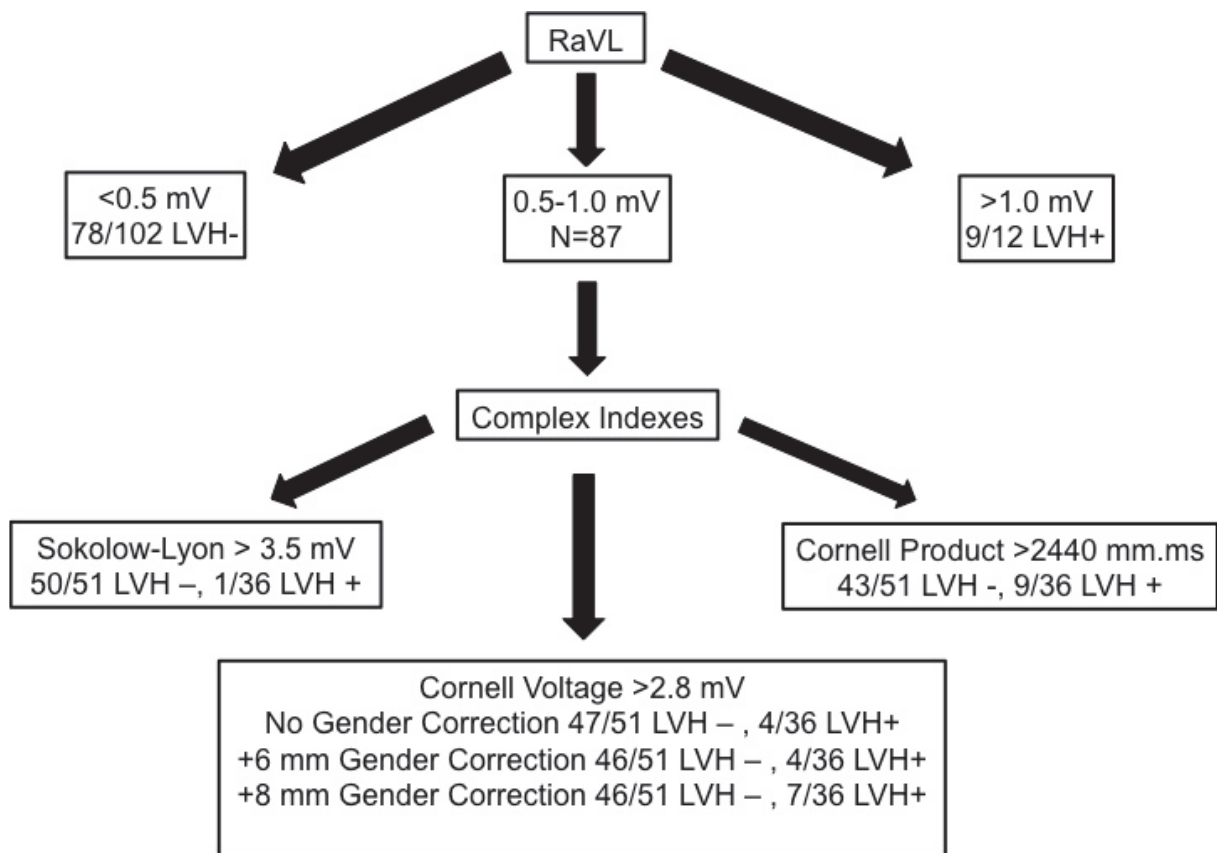 RaVL
<0.5 mV
78/102 LVH-
0.5-1.0 mV
N=87
>1.0 mV
9/12 LVH+
Complex Indexes
Sokolow-Lyon > 3.5 mV
50/51 LVH –, 1/36 LVH +
Cornell Product >2440 mm.ms
43/51 LVH -, 9/36 LVH +
Cornell Voltage >2.8 mV
No Gender Correction 47/51 LVH – , 4/36 LVH+
+6 mm Gender Correction 46/51 LVH – , 4/36 LVH+
+8 mm Gender Correction 46/51 LVH – , 7/36 LVH+